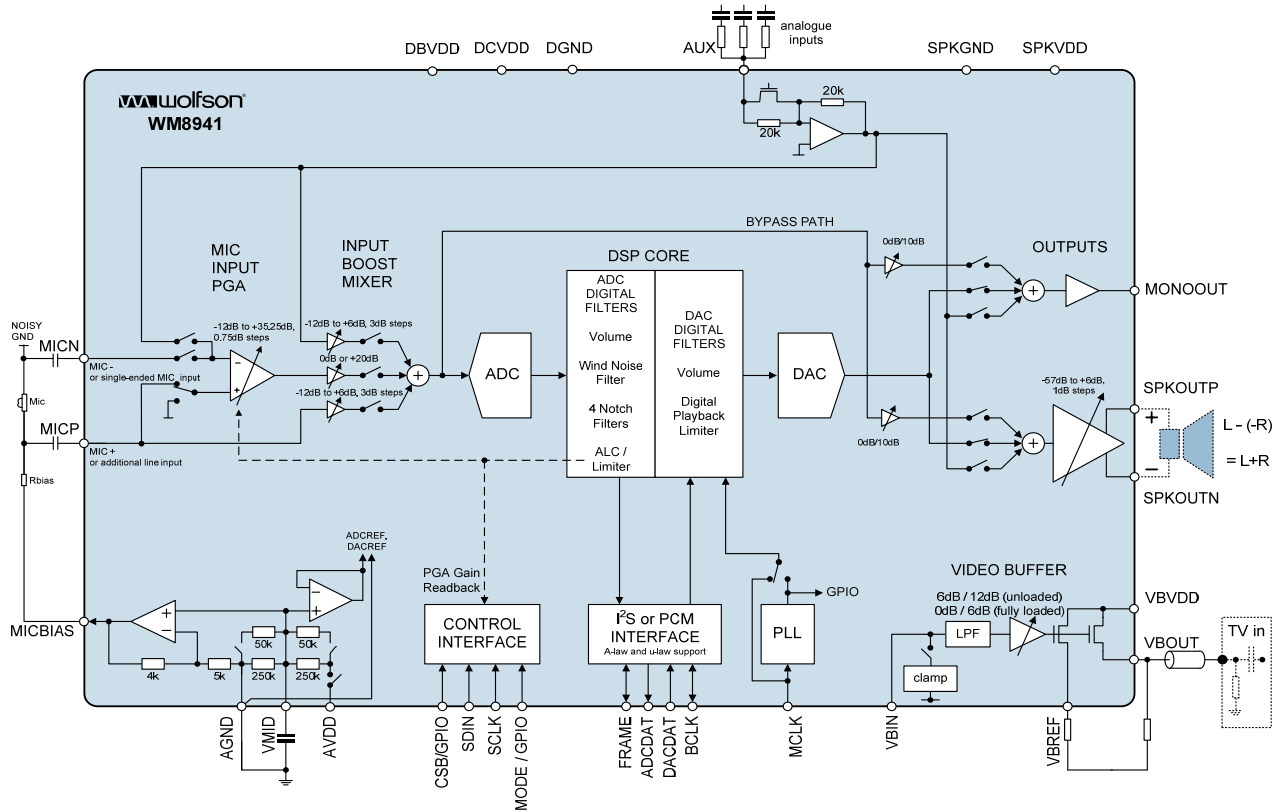 analogue
inputs
DBVDD
DCVDD
DGND
AUX
SPKGND
SPKVDD
wolfson®
WM8941
20k
20k
BYPASS PATH
0dB/10dB
MIC
INPUT
PGA
INPUT
BOOST
MIXER
DSP CORE
OUTPUTS
ADC
DIGITAL
FILTERS
Volume
Wind Noise
Filter
4 Notch
Filters
ALC /
Limiter
DAC
DIGITAL
FILTERS
Volume
Digital
Playback
Limiter
MONOOUT
NOISY
GND
MICN
-12dB to +35.25dB,
0.75dB steps
-12dB to +6dB, 3dB steps
MIC -
or single-ended MIC input
0dB or +20dB
-12dB to +6dB, 3dB steps
ADC
DAC
-57dB to +6dB,
1dB steps
SPKOUTP
Mic
MICP
MIC +
or additional line input
0dB/10dB
L - (-R)
= L+R
Rbias
SPKOUTN
ADCREF,
DACREF
PGA Gain
Readback
GPIO
VIDEO BUFFER
6dB / 12dB (unloaded)
0dB / 6dB (fully loaded)
VBVDD
MICBIAS
50k
50k
4k
5k
250k
250k
CONTROL
INTERFACE
I²S or PCM
INTERFACE
A-law and u-law support
PLL
LPF
clamp
VBOUT
TV in
AGND
VMID
AVDD
CSB/GPIO
SDIN
SCLK
MODE / GPIO
FRAME
ADCDAT
DACDAT
BCLK
MCLK
VBIN
VBREF